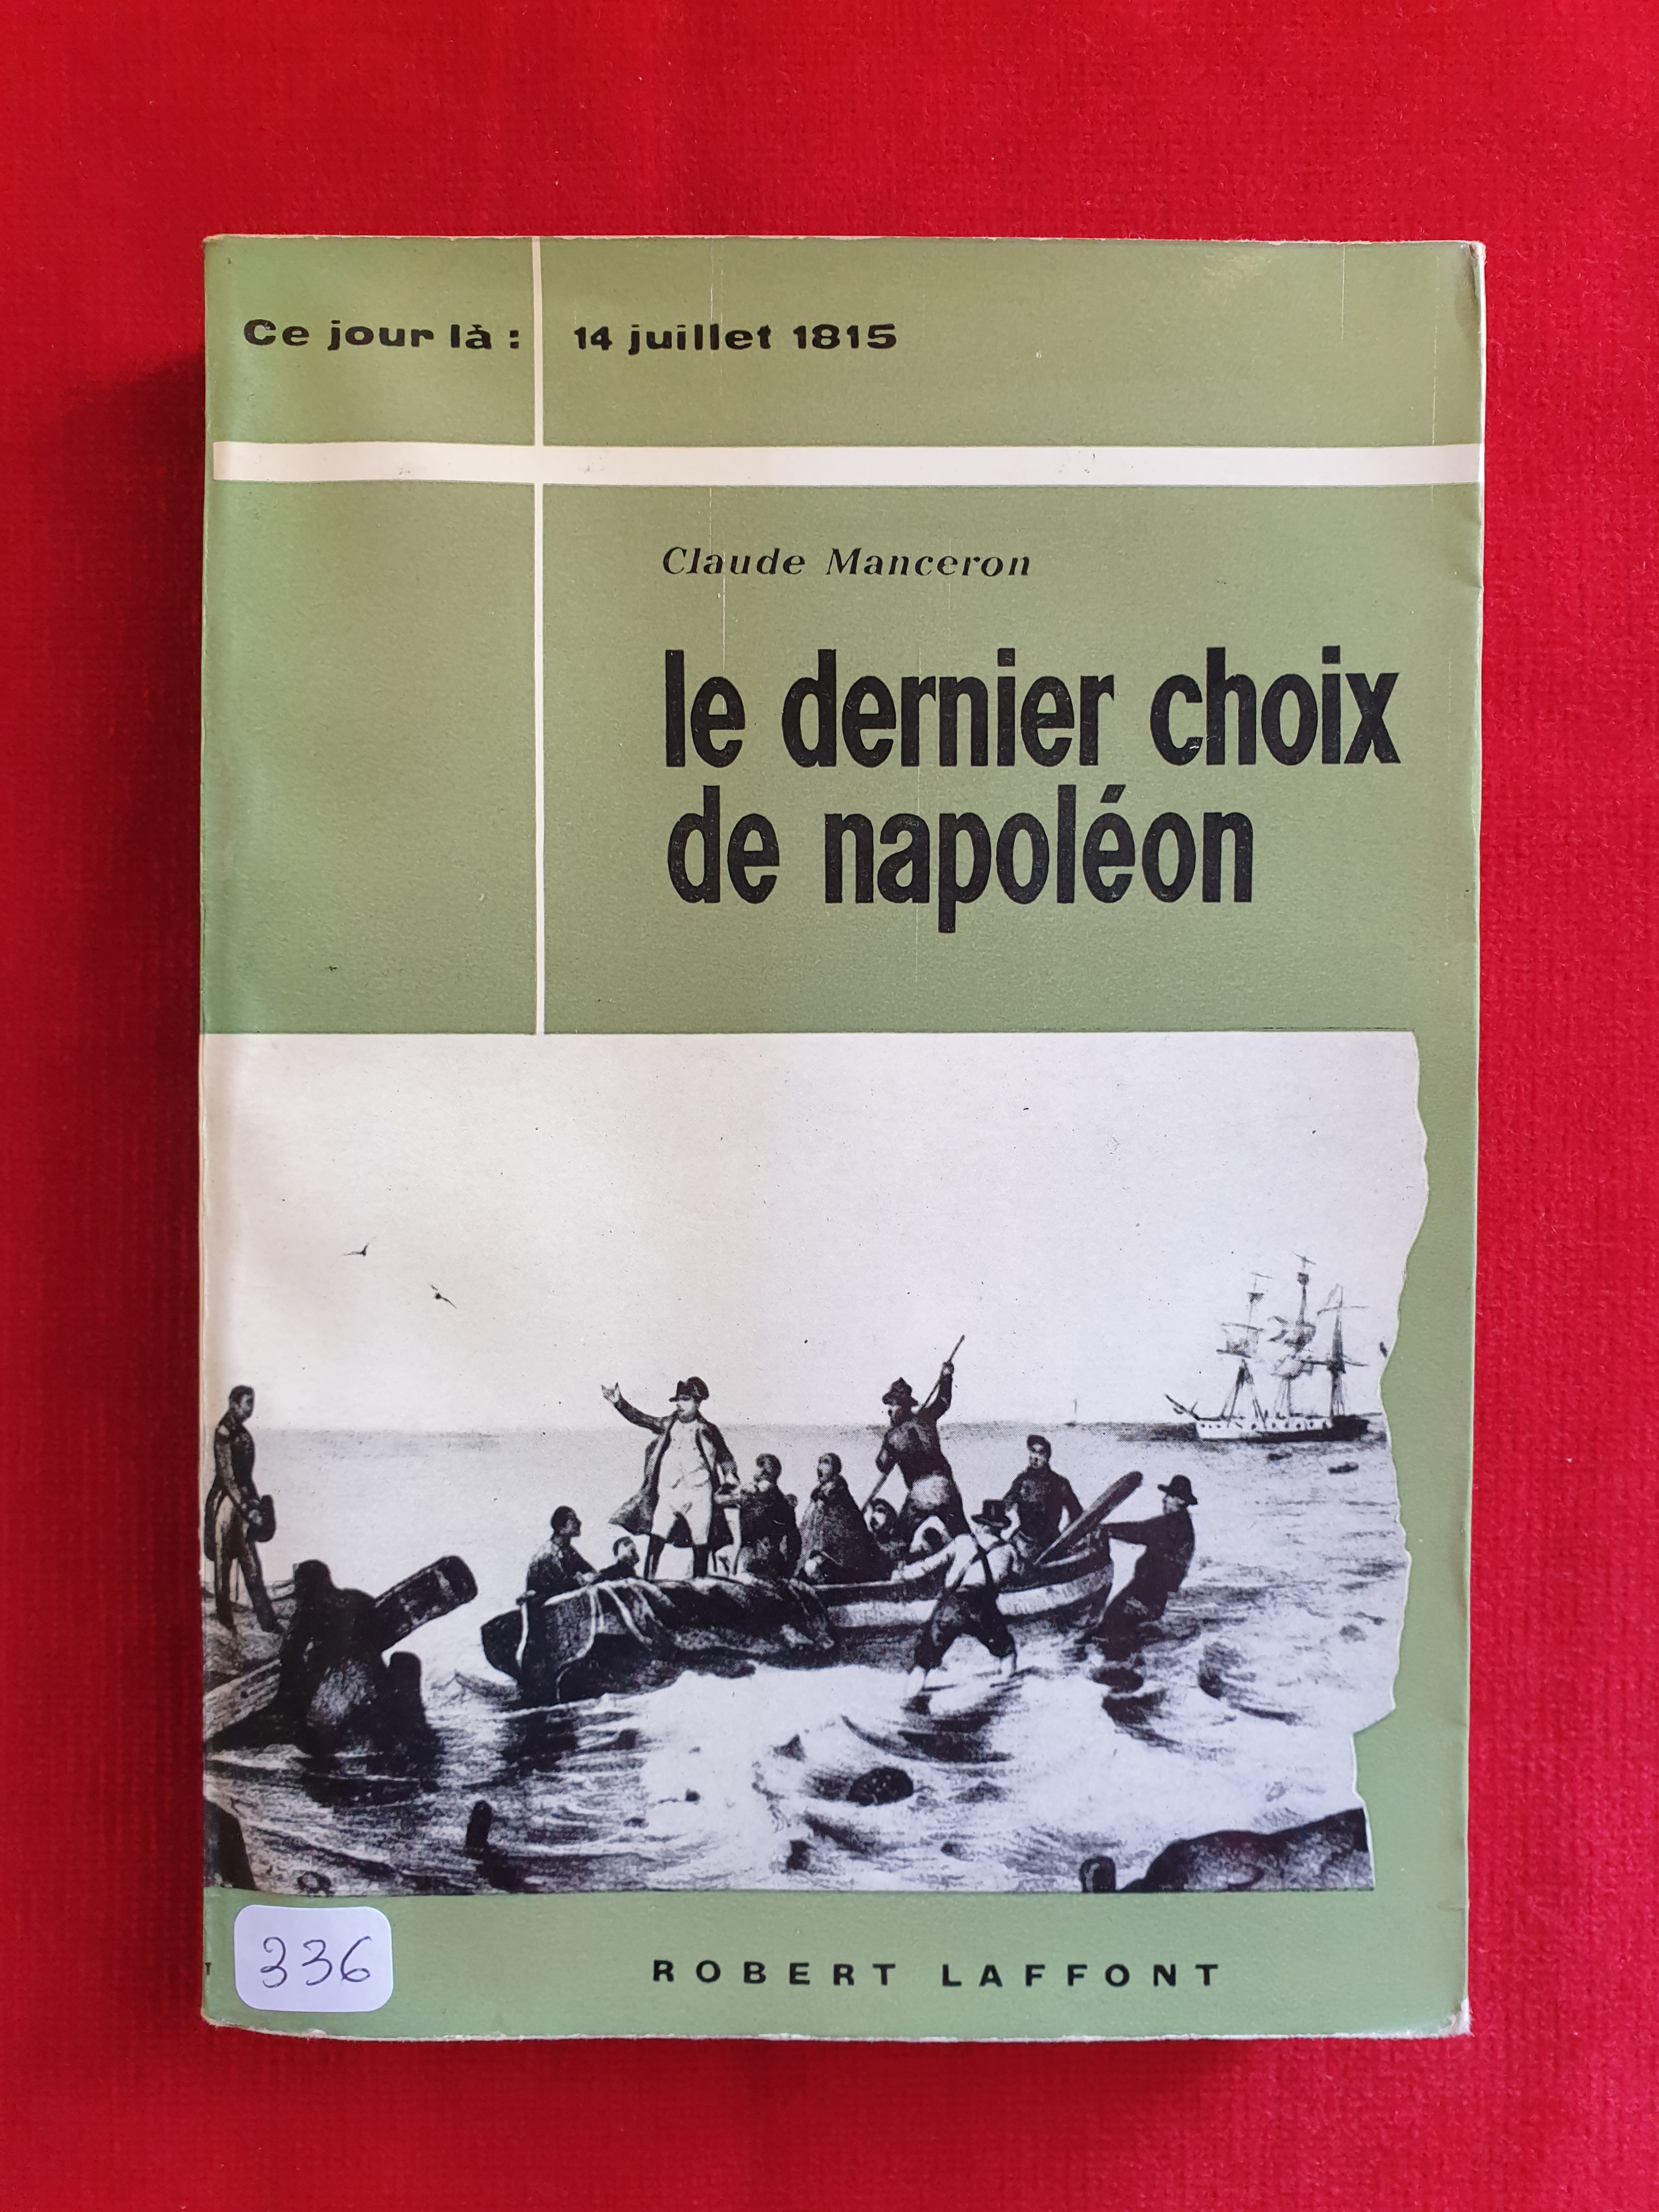 Ce jour là : 14 juillet 1815
Claude Manceron
le dernier choix
de napoléon
336
ROBERT LAFFONT
T